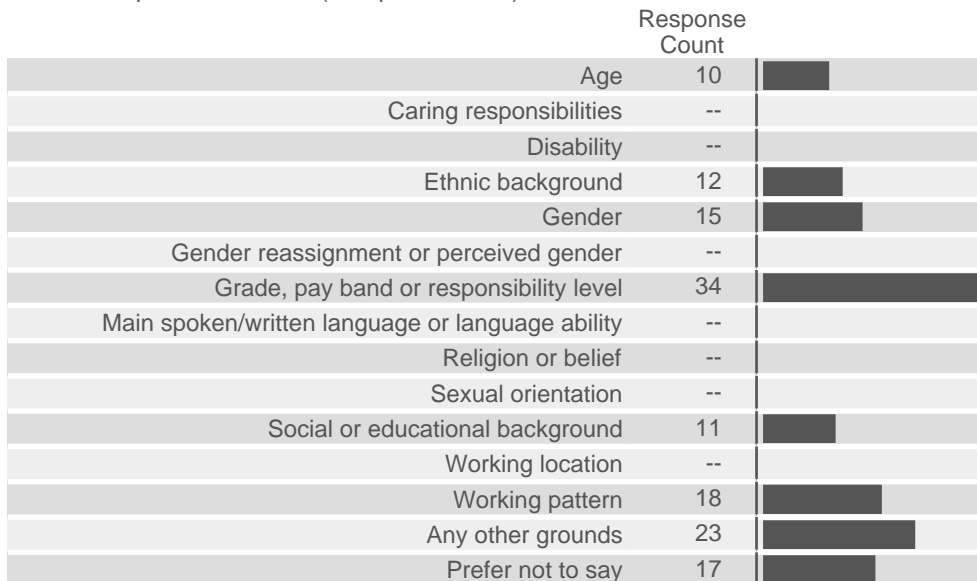 Response
Count
Age 10
Caring responsibilities --
Disability --
Ethnic background 12
Gender 15
Gender reassignment or perceived gender --
Grade, pay band or responsibility level 34
Main spoken/written language or language ability --
Religion or belief --
Sexual orientation --
Social or educational background 11
Working location --
Working pattern 18
Any other grounds 23
Prefer not to say 17